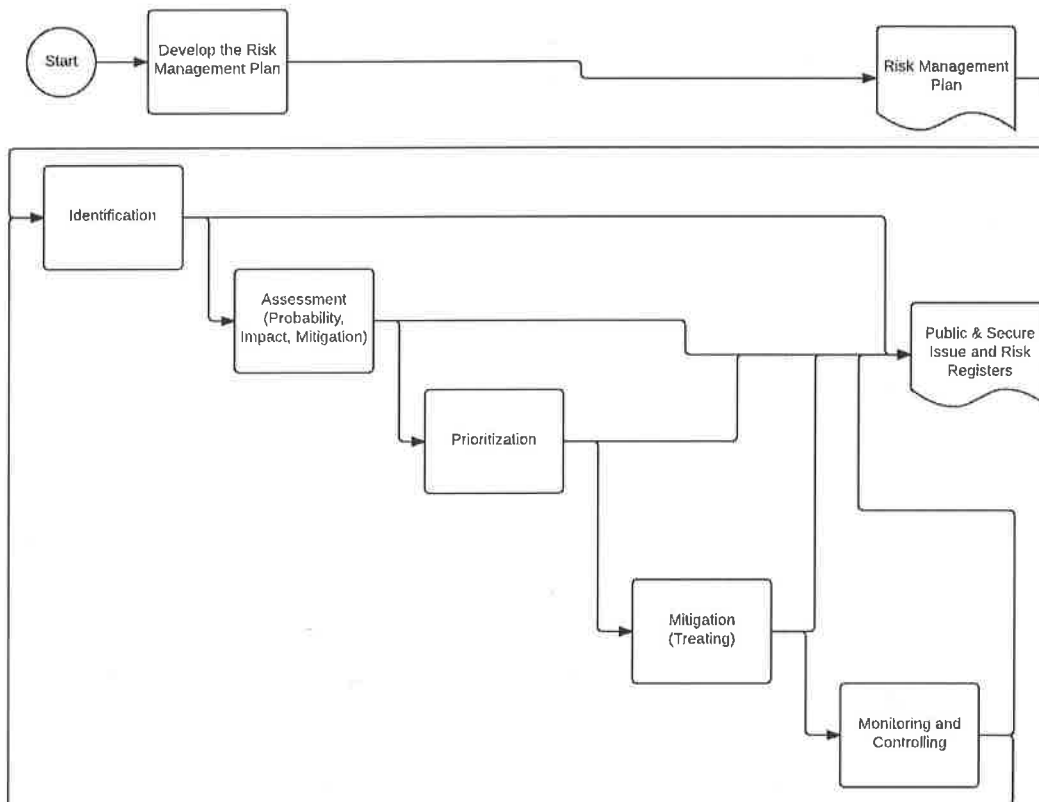 Start
Develop the Risk
Management Plan
Risk Management
Plan
Identification
Assessment
(Probability,
Impact, Mitigation)
Public & Secure
Issue and Risk
Registers
Prioritization
Mitigation
(Treating)
Monitoring and
Controlling